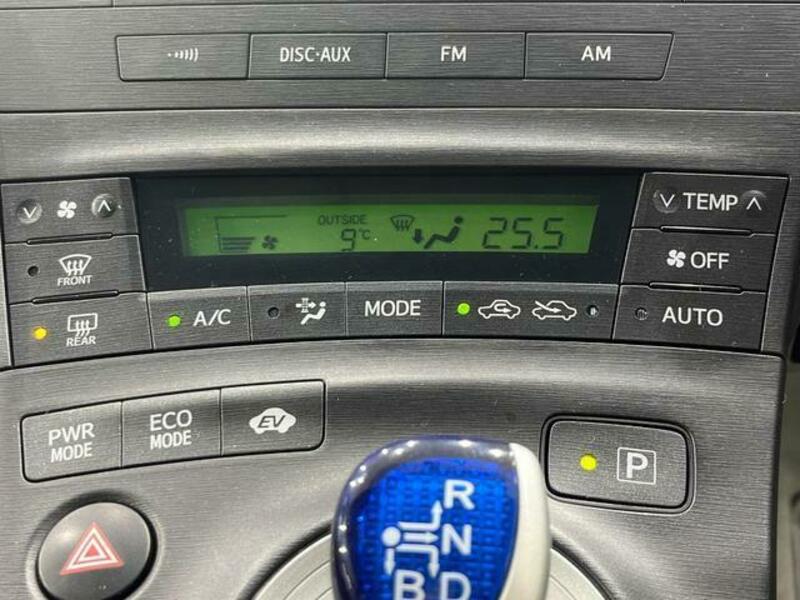 DISC·AUX FM AM
TEMP
OUTSIDE
9°C
25.5
FRONT
OFF
REAR
A/C
MODE
AUTO
PWR
MODE
ECO
MODE
EV
P
R
N
B D